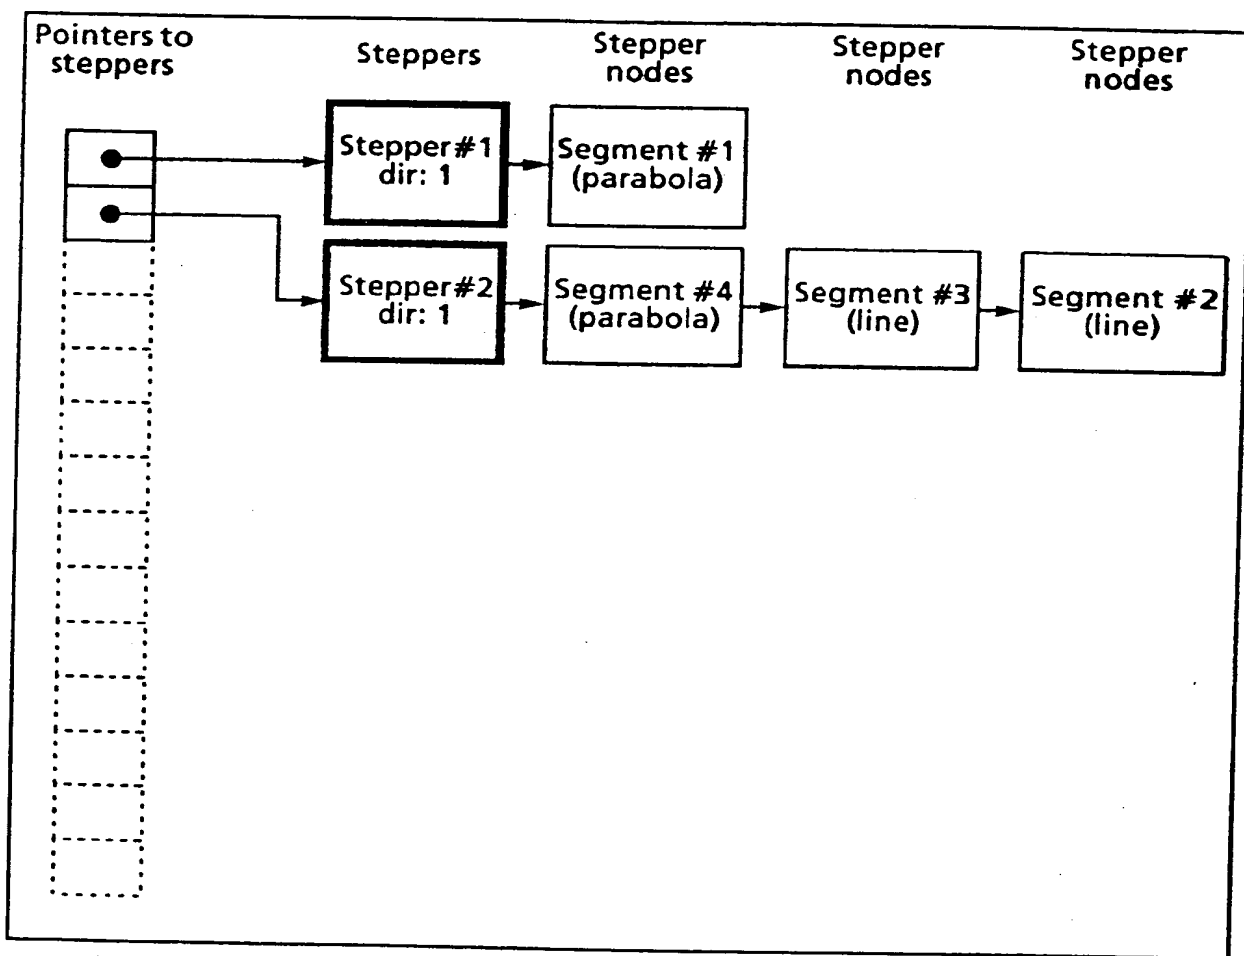 Pointers to
steppers
Steppers
Stepper
nodes
Stepper
nodes
Stepper
nodes
Stepper#1
dir: 1
Segment #1
(parabola)
Stepper#2
dir: 1
Segment #4
(parabola)
Segment #3
(line)
Segment #2
(line)